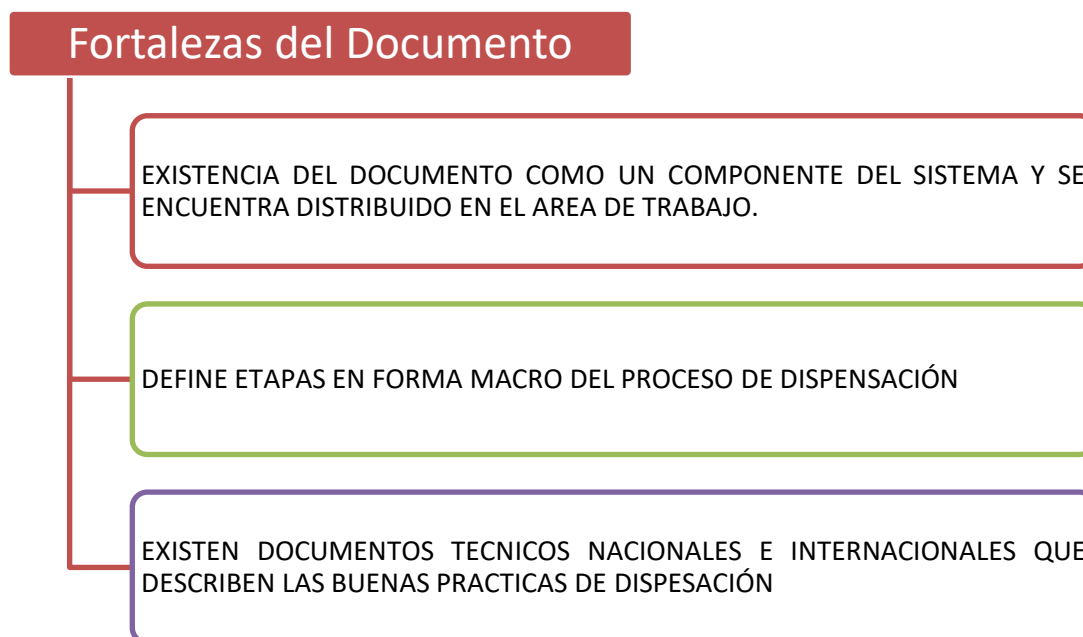 Fortalezas del Documento
EXISTENCIA DEL DOCUMENTO COMO UN COMPONENTE DEL SISTEMA Y SE
ENCUENTRA DISTRIBUIDO EN EL AREA DE TRABAJO.
DEFINE ETAPAS EN FORMA MACRO DEL PROCESO DE DISPENSACIÓN
EXISTEN DOCUMENTOS TECNICOS NACIONALES E INTERNACIONALES QUE
DESCRIBEN LAS BUENAS PRACTICAS DE DISPESACIÓN